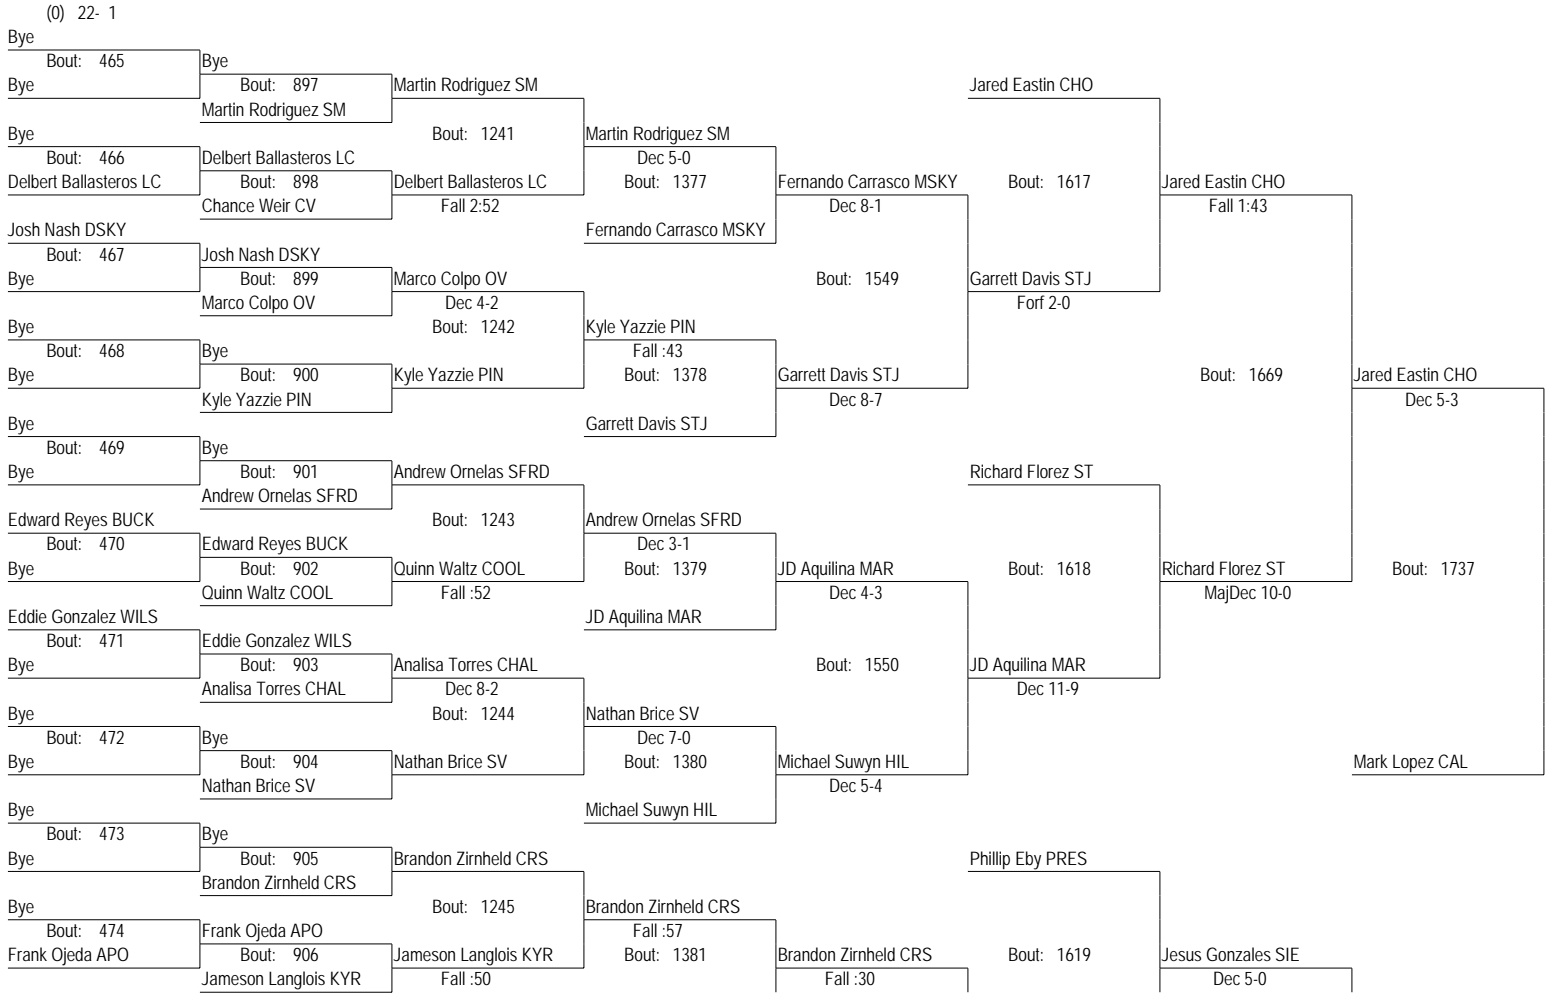 (0) 22- 1
Bye
Bout: 465 Bye
Bye Bout: 897 Martin Rodriguez SM Jared Eastin CHO
Martin Rodriguez SM
Bye Bout: 1241 Martin Rodriguez SM
Bout: 466 Delbert Ballasteros LC Dec 5-0
Delbert Ballasteros LC Bout: 898 Delbert Ballasteros LC Bout: 1377 Fernando Carrasco MSKY Bout: 1617 Jared Eastin CHO
Chance Weir CV Fall 2:52 Dec 8-1 Fall 1:43
Josh Nash DSKY Fernando Carrasco MSKY
Bout: 467 Josh Nash DSKY
Bye Bout: 899 Marco Colpo OV Bout: 1549 Garrett Davis STJ
Marco Colpo OV Dec 4-2 Forf 2-0
Bye Bout: 1242 Kyle Yazzie PIN
Bout: 468 Bye Fall :43
Bye Bout: 900 Kyle Yazzie PIN Bout: 1378 Garrett Davis STJ Bout: 1669 Jared Eastin CHO
Kyle Yazzie PIN Dec 8-7 Dec 5-3
Bye Garrett Davis STJ
Bout: 469 Bye
Bye Bout: 901 Andrew Ornelas SFRD Richard Florez ST
Andrew Ornelas SFRD
Edward Reyes BUCK Bout: 1243 Andrew Ornelas SFRD
Bout: 470 Edward Reyes BUCK Dec 3-1
Bye Bout: 902 Quinn Waltz COOL Bout: 1379 JD Aquilina MAR Bout: 1618 Richard Florez ST Bout: 1737
Quinn Waltz COOL Fall :52 Dec 4-3 MajDec 10-0
Eddie Gonzalez WILS JD Aquilina MAR
Bout: 471 Eddie Gonzalez WILS
Bye Bout: 903 Analisa Torres CHAL Bout: 1550 JD Aquilina MAR
Analisa Torres CHAL Dec 8-2 Dec 11-9
Bye Bout: 1244 Nathan Brice SV
Bout: 472 Bye Dec 7-0
Bye Bout: 904 Nathan Brice SV Bout: 1380 Michael Suwyn HIL Mark Lopez CAL
Nathan Brice SV Dec 5-4
Bye Michael Suwyn HIL
Bout: 473 Bye
Bye Bout: 905 Brandon Zirnheld CRS Phillip Eby PRES
Brandon Zirnheld CRS
Bye Bout: 1245 Brandon Zirnheld CRS
Bout: 474 Frank Ojeda APO Fall :57
Frank Ojeda APO Bout: 906 Jameson Langlois KYR Bout: 1381 Brandon Zirnheld CRS Bout: 1619 Jesus Gonzales SIE
Jameson Langlois KYR Fall :50 Fall :30 Dec 5-0